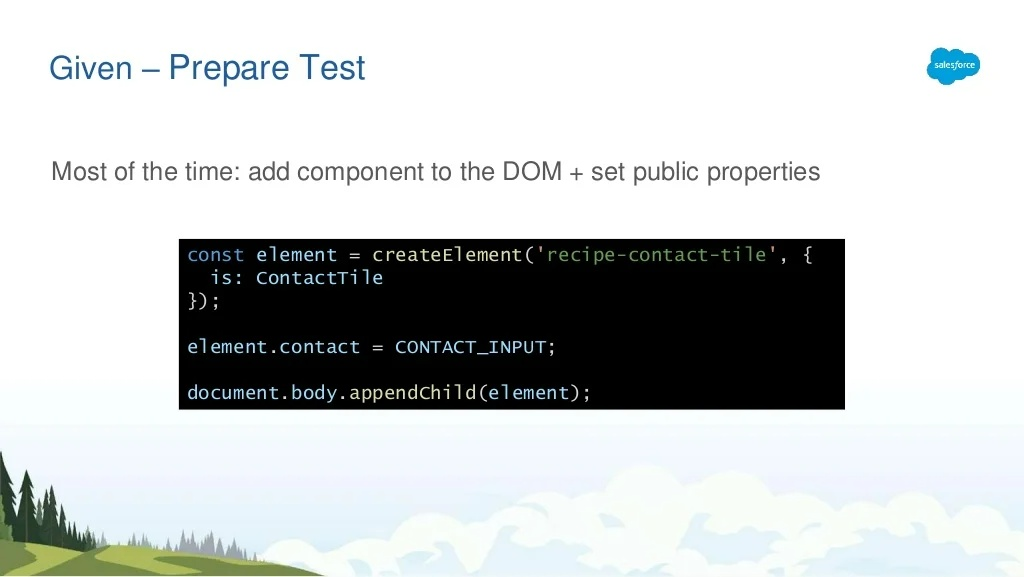 Given – Prepare Test
salesforce
Most of the time: add component to the DOM + set public properties
const element = createElement('recipe-contact-tile', {
  is: ContactTile
});
element.contact = CONTACT_INPUT;
document.body.appendChild(element);